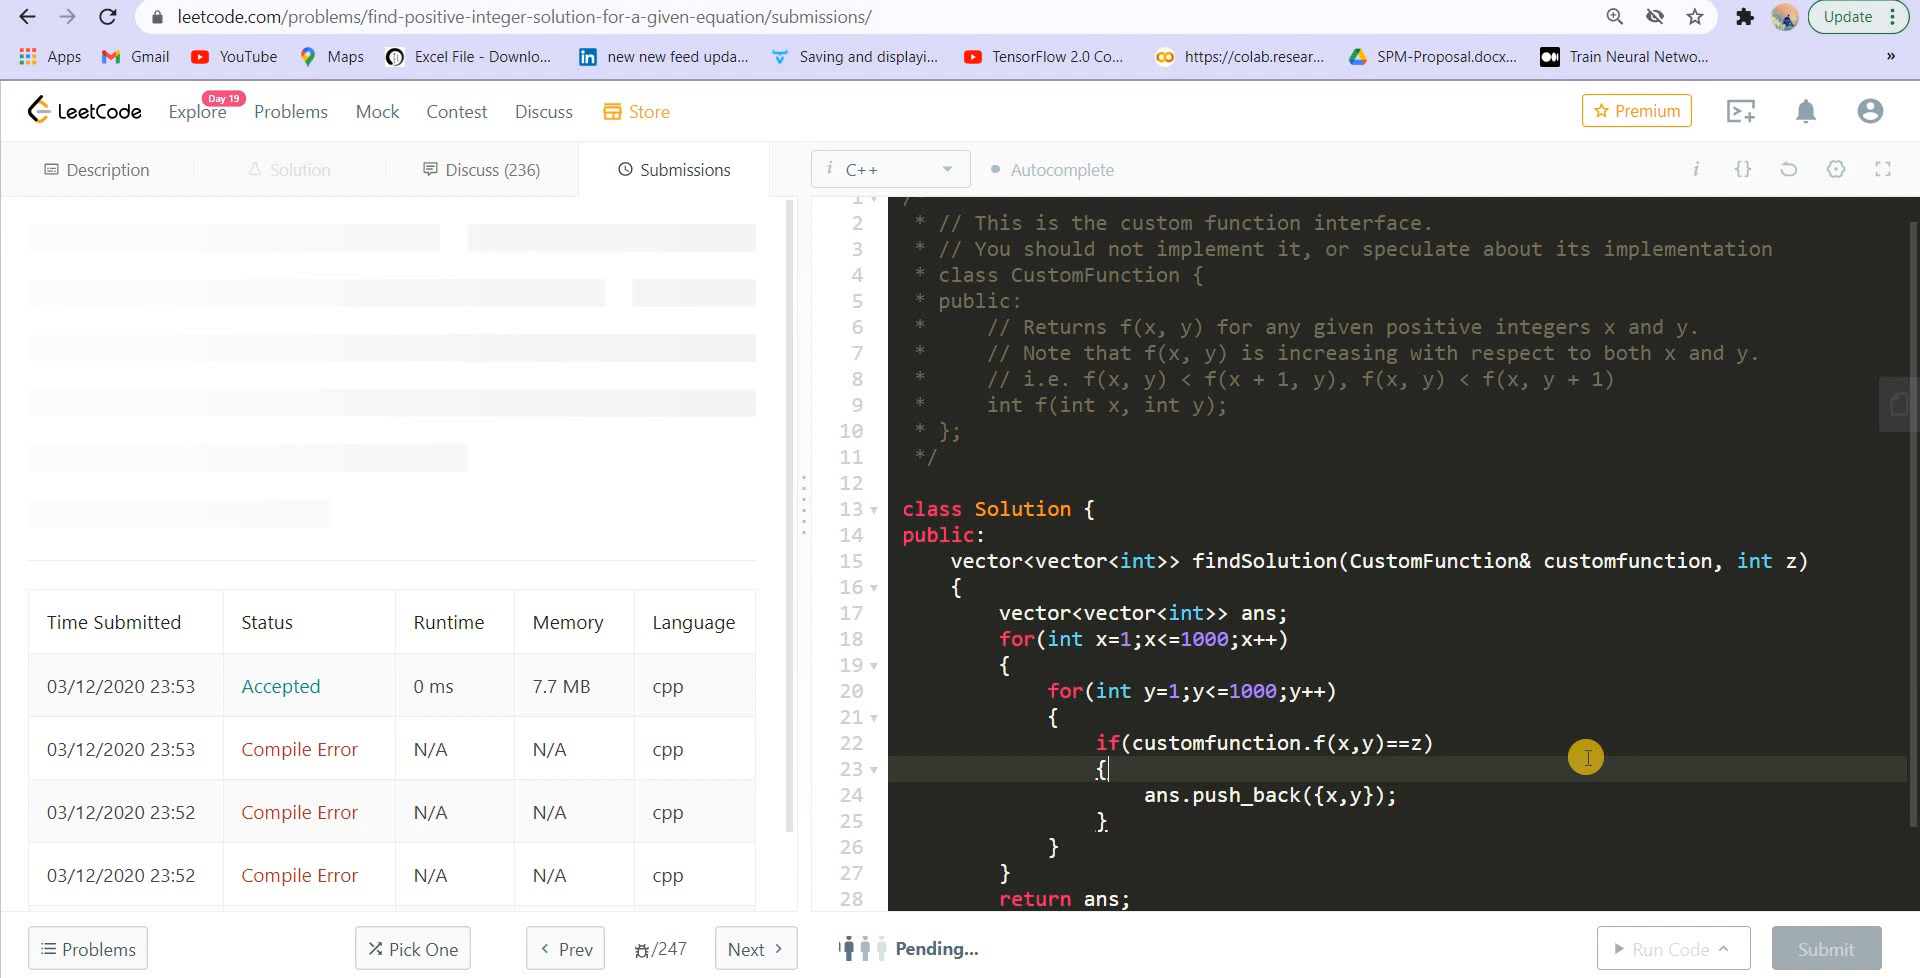 leetcode.com/problems/find-positive-integer-solution-for-a-given-equation/submissions/
Update
Apps Gmail YouTube Maps Excel File - Downlo... new new feed upda... Saving and displayi... TensorFlow 2.0 Co... https://colab.resear... SPM-Proposal.docx... Train Neural Netwo... »
LeetCode Explore Day 19 Problems Mock Contest Discuss Store Premium
Description Solution Discuss (236) Submissions
i C++ Autocomplete i {}
1 /*
2 * // This is the custom function interface.
3 * // You should not implement it, or speculate about its implementation
4 * class CustomFunction {
5 * public:
6 * // Returns f(x, y) for any given positive integers x and y.
7 * // Note that f(x, y) is increasing with respect to both x and y.
8 * // i.e. f(x, y) < f(x + 1, y), f(x, y) < f(x, y + 1)
9 * int f(int x, int y);
10 * };
11 */
12
13 class Solution {
14 public:
15 vector<vector<int>> findSolution(CustomFunction& customfunction, int z)
16 {
17 vector<vector<int>> ans;
18 for(int x=1;x<=1000;x++)
19 {
20 for(int y=1;y<=1000;y++)
21 {
22 if(customfunction.f(x,y)==z)
23 {
24 ans.push_back({x,y});
25 }
26 }
27 }
28 return ans;
Time Submitted Status Runtime Memory Language
03/12/2020 23:53 Accepted 0 ms 7.7 MB cpp
03/12/2020 23:53 Compile Error N/A N/A cpp
03/12/2020 23:52 Compile Error N/A N/A cpp
03/12/2020 23:52 Compile Error N/A N/A cpp
Problems Pick One Prev /247 Next Pending... Run Code Submit